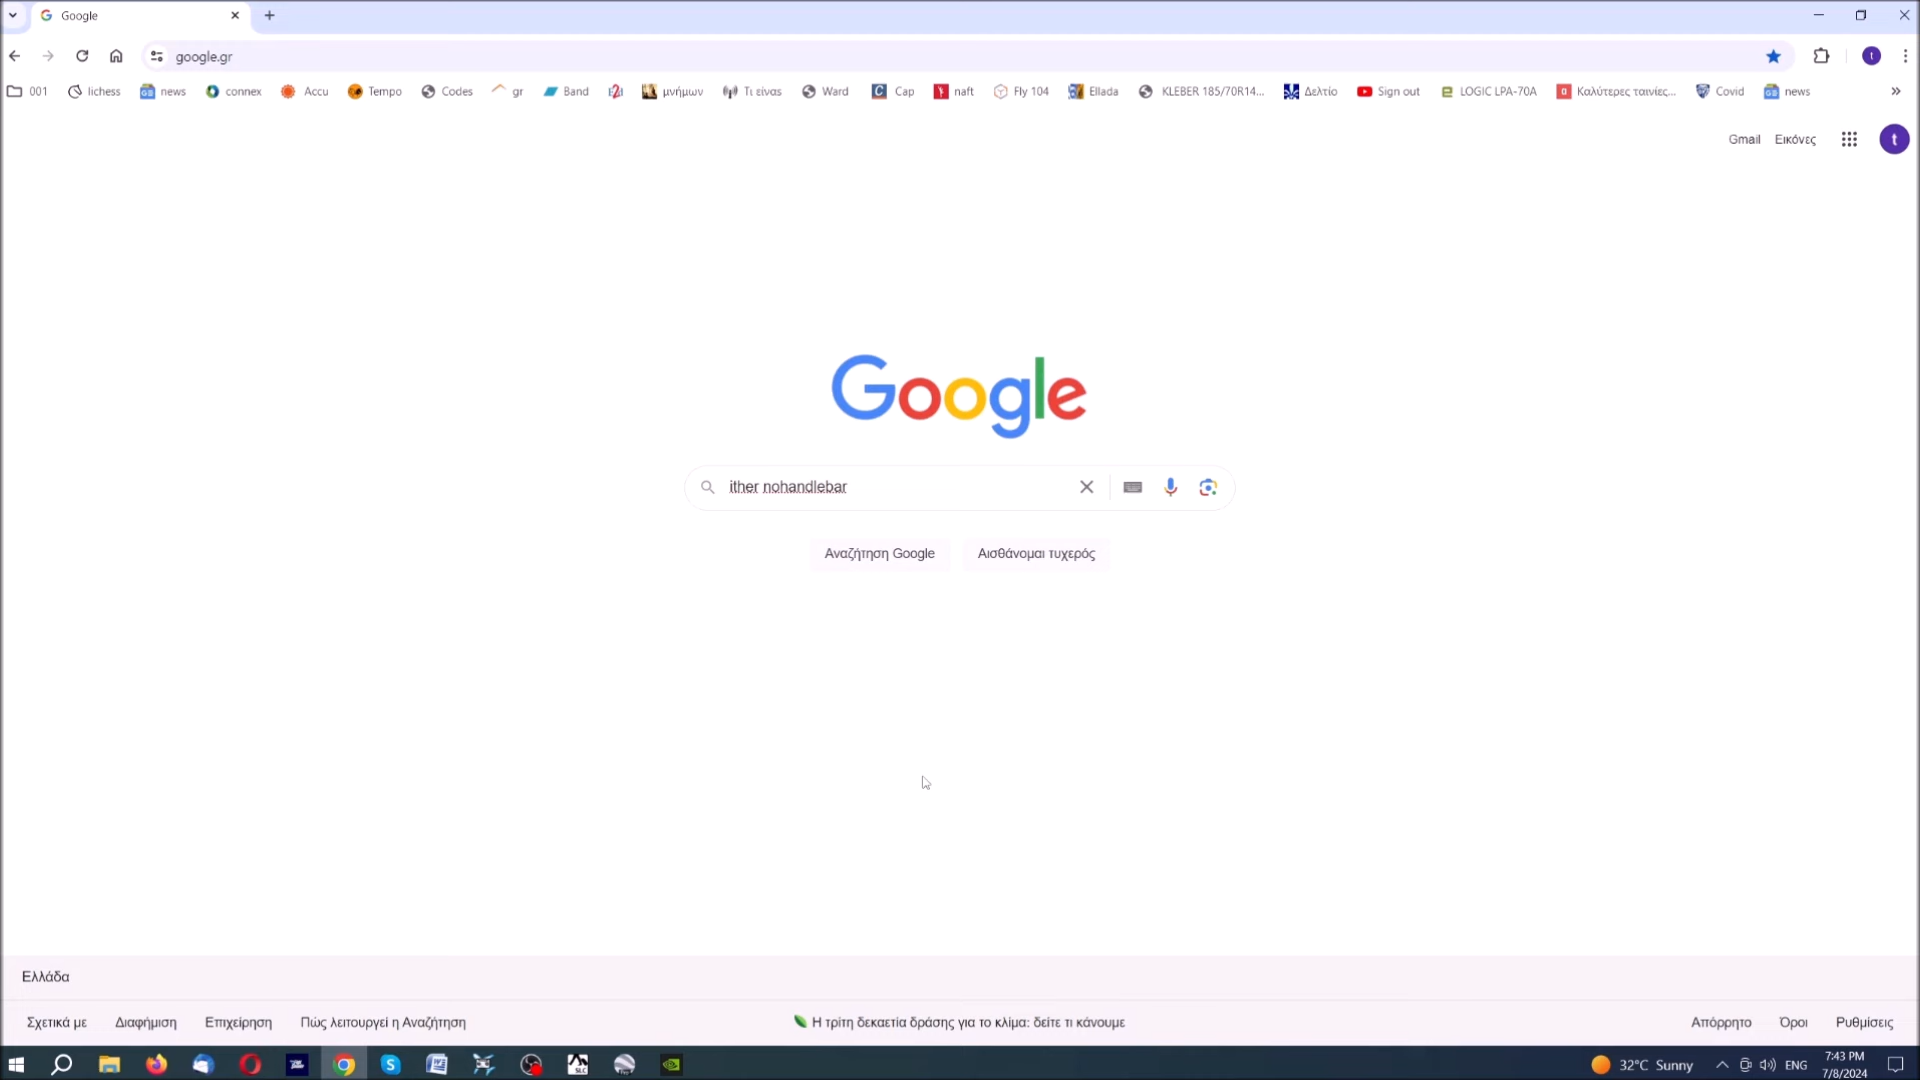 Google
google.gr
001
lichess
news
connex
Accu
Tempo
Codes
gr
Band
μνήμων
Τι είναι
Ward
Cap
naft
Fly 104
Ellada
KLEBER 185/70R14...
Δελτίο
Sign out
LOGIC LPA-70A
Καλύτερες ταινίες...
Covid
news
Gmail
Εικόνες
t
Google
ither nohandlebar
Αναζήτηση Google
Αισθάνομαι τυχερός
Ελλάδα
Σχετικά με
Διαφήμιση
Επιχείρηση
Πώς λειτουργεί η Αναζήτηση
Η τρίτη δεκαετία δράσης για το κλίμα: δείτε τι κάνουμε
Απόρρητο
Όροι
Ρυθμίσεις
32°C Sunny
ENG
7:43 PM
7/8/2024